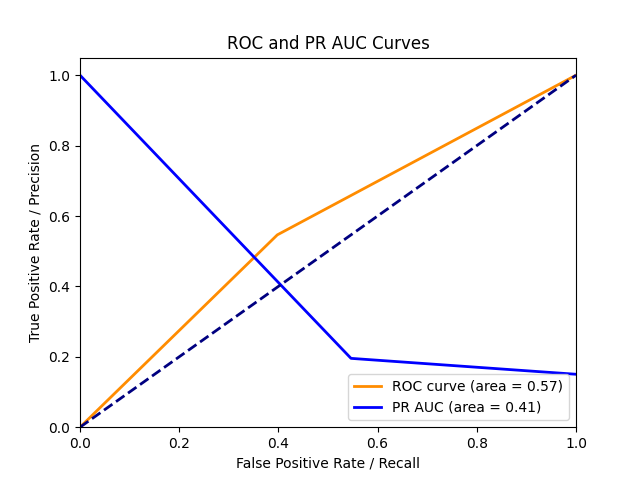 ROC and PR AUC Curves
True Positive Rate / Precision
1.0
0.8
0.6
0.4
0.2
0.0
0.0 0.2 0.4 0.6 0.8 1.0
False Positive Rate / Recall
ROC curve (area = 0.57)
PR AUC (area = 0.41)